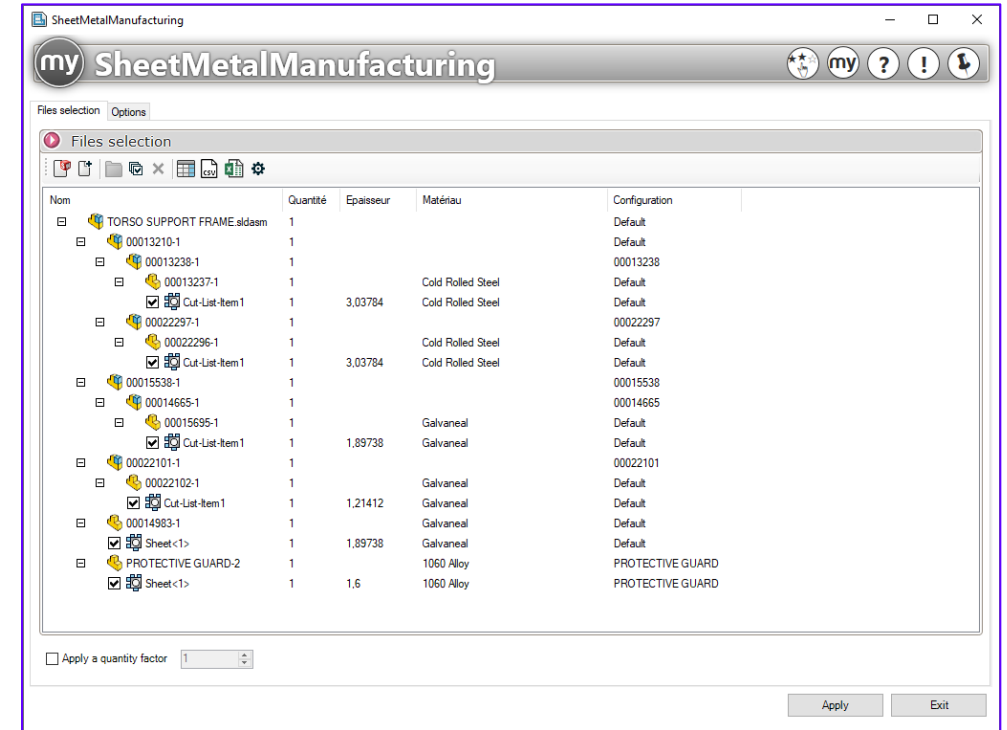 SheetMetalManufacturing
my SheetMetalManufacturing my ? !
Files selection Options
Files selection
CSV
Nom Quantité Epaisseur Matériau Configuration
TORSO SUPPORT FRAME.sldasm 1 Default
00013210-1 1 Default
00013238-1 1 00013238
00013237-1 1 Cold Rolled Steel Default
Cut-List-Item1 1 3,03784 Cold Rolled Steel Default
00022297-1 1 00022297
00022296-1 1 Cold Rolled Steel Default
Cut-List-Item1 1 3,03784 Cold Rolled Steel Default
00015538-1 1 00015538
00014665-1 1 00014665
00015695-1 1 Galvaneal Default
Cut-List-Item1 1 1,89738 Galvaneal Default
00022101-1 1 00022101
00022102-1 1 Galvaneal Default
Cut-List-Item1 1 1,21412 Galvaneal Default
00014983-1 1 Galvaneal Default
Sheet<1> 1 1,89738 Galvaneal Default
PROTECTIVE GUARD-2 1 1060 Alloy PROTECTIVE GUARD
Sheet<1> 1 1,6 1060 Alloy PROTECTIVE GUARD
Apply a quantity factor 1
Apply Exit